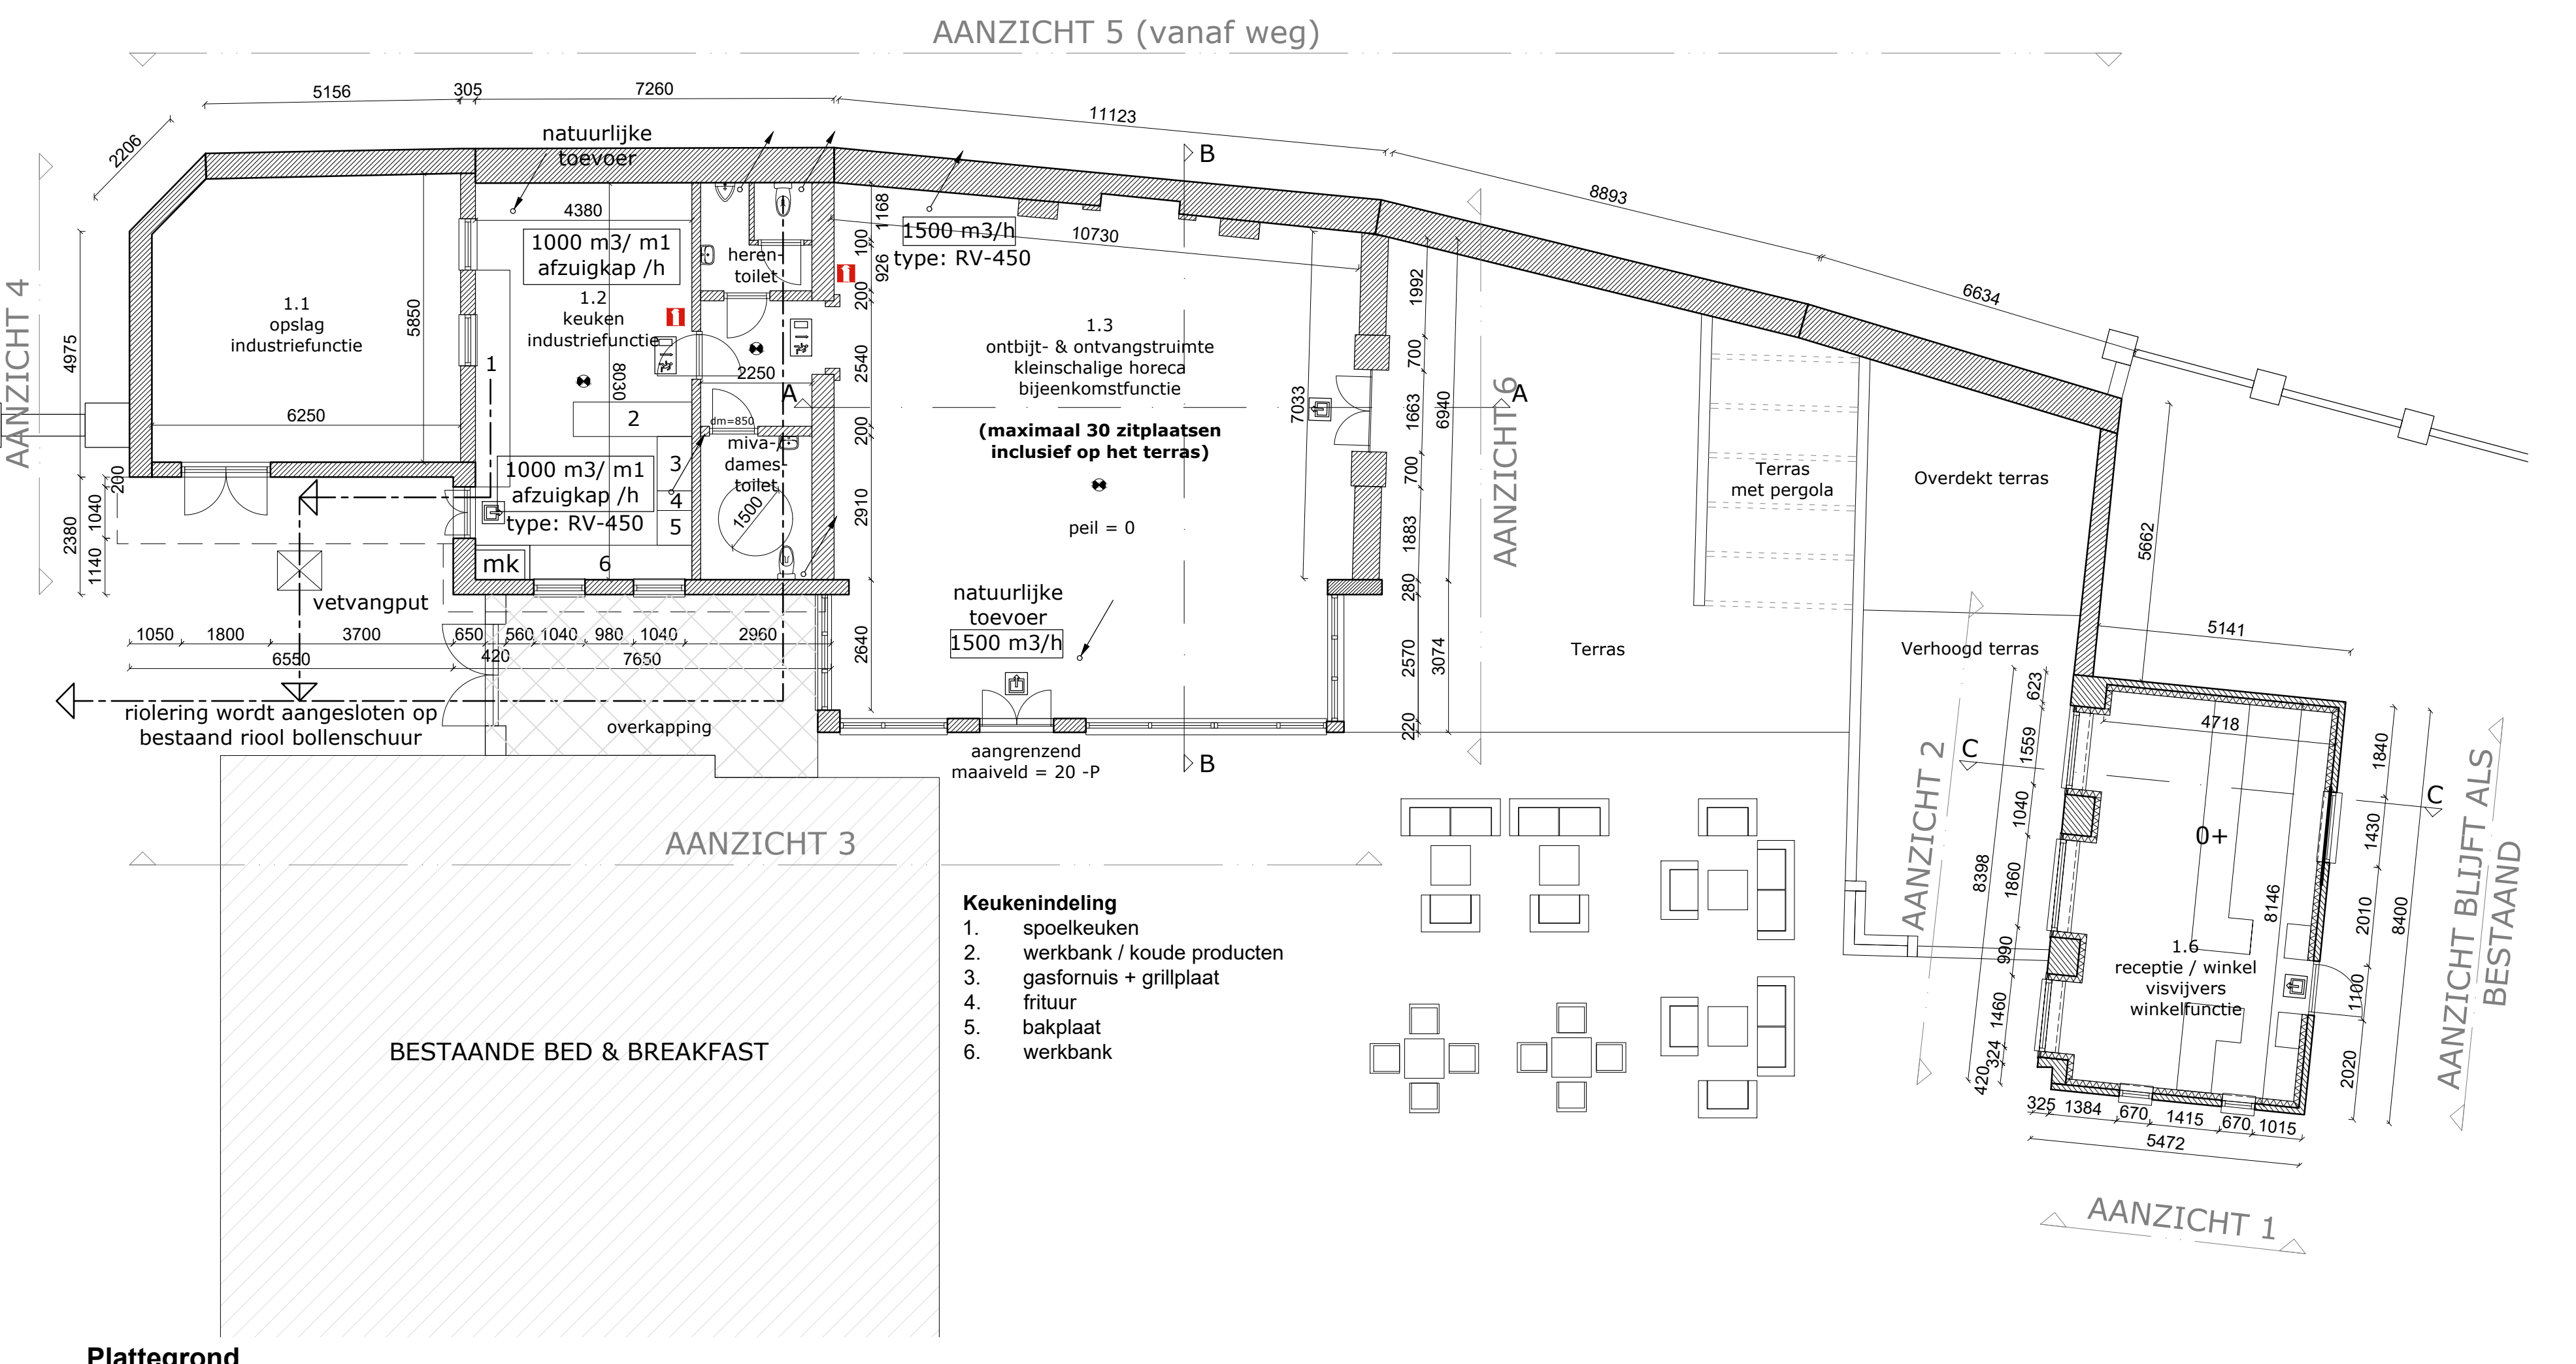 AANZICHT 5 (vanaf weg)
5156
305
7260
11123
2206
8893
6634
natuurlijke
toevoer
B
4380
1000 m3/ m1
afzuigkap /h
1.2
keuken
industriefunctie
heren-
toilet
1168
100
926
200
1500 m3/h
type: RV-450
10730
AANZICHT 4
4975
1.1
opslag
industriefunctie
5850
6250
1
8030
2250
2540
A
1.3
ontbijt- & ontvangstruimte
kleinschalige horeca
bijeenkomstfunctie
(maximaal 30 zitplaatsen
inclusief op het terras)
peil = 0
7033
1992
700
1663
6940
700
1883
280
2570
3074
220
A
AANZICHT 6
2
3
4
5
6
dm=850
miva-/
dames-
toilet
1500
200
2910
2640
1000 m3/ m1
afzuigkap /h
type: RV-450
mk
200
1040
2380
1140
vetvangput
1050
1800
3700
650
560
1040
980
1040
2960
6550
420
7650
riolering wordt aangesloten op
bestaand riool bollenschuur
overkapping
natuurlijke
toevoer
1500 m3/h
aangrenzend
maaiveld = 20 -P
B
Terras
met pergola
Overdekt terras
Terras
Verhoogd terras
5662
5141
623
4718
1559
1040
8398
1860
990
1460
324
420
C
C
AANZICHT 2
0+
8146
1840
1430
2010
8400
1100
2020
1.6
receptie / winkel
visvijvers
winkelfunctie
325
1384
670
1415
670
1015
5472
AANZICHT BLIJFT ALS
BESTAAND
AANZICHT 1
AANZICHT 3
Keukenindeling
1. spoelkeuken
2. werkbank / koude producten
3. gasfornuis + grillplaat
4. frituur
5. bakplaat
6. werkbank
BESTAANDE BED & BREAKFAST
Plattegrond